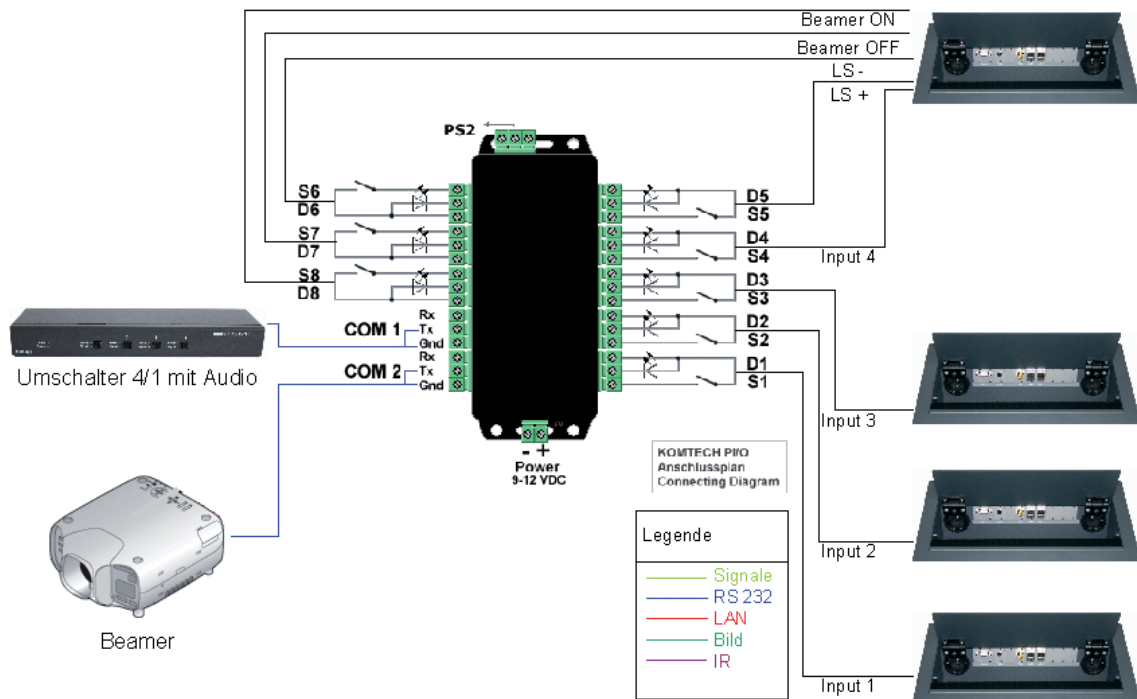 Beamer ON
Beamer OFF
LS -
LS +
PS2
S6
D6
S7
D7
S8
D8
D5
S5
D4
S4
Input 4
D3
S3
D2
S2
D1
S1
Rx
COM 1 Tx
Gnd
Rx
COM 2 Tx
Gnd
Umschalter 4/1 mit Audio
Input 3
- +
Power
9-12 VDC
KOMTECH PI/O
Anschlussplan
Connecting Diagram
Legende
Signale
RS 232
LAN
Bild
IR
Input 2
Beamer
Input 1